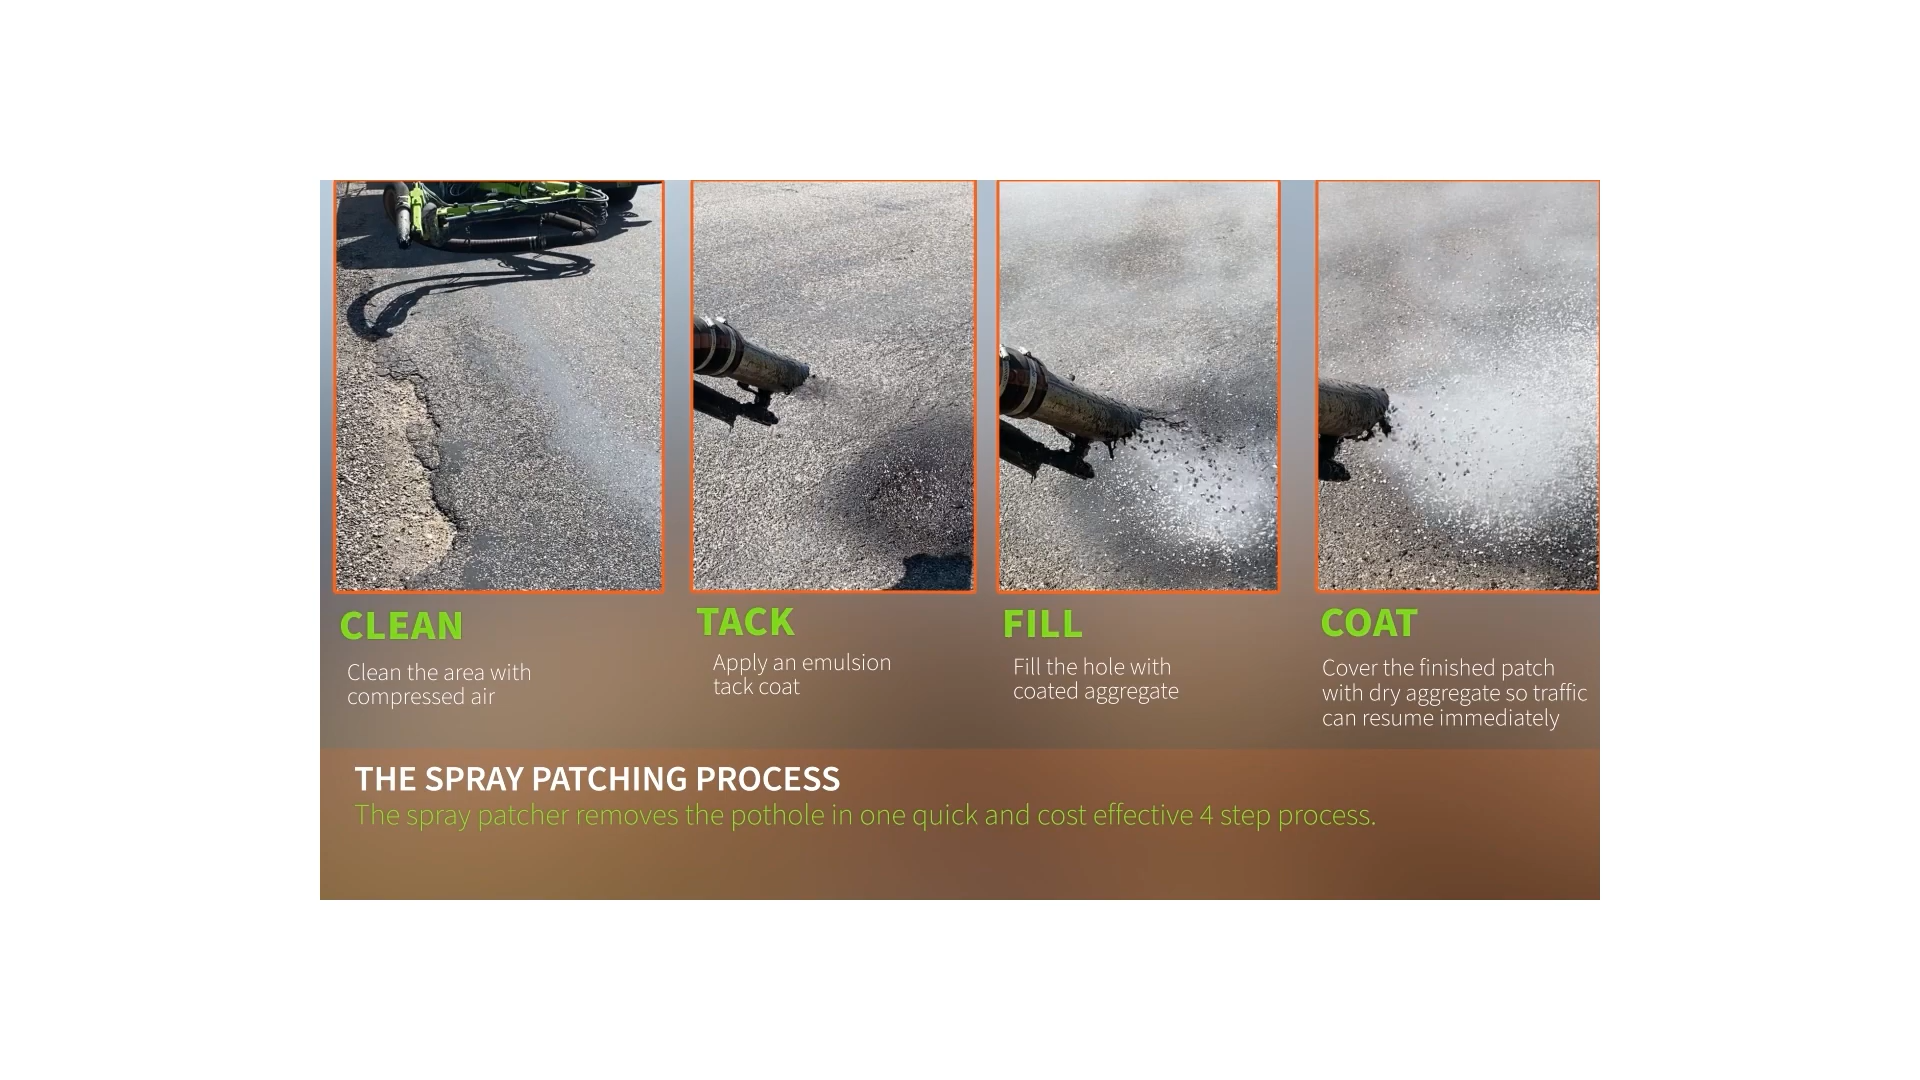 CLEAN
Clean the area with
compressed air
TACK
Apply an emulsion
tack coat
FILL
Fill the hole with
coated aggregate
COAT
Cover the finished patch
with dry aggregate so traffic
can resume immediately
THE SPRAY PATCHING PROCESS
The spray patcher removes the pothole in one quick and cost effective 4 step process.